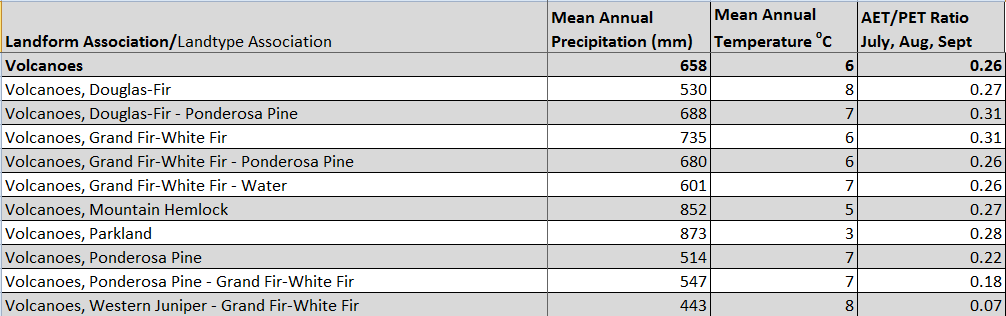 Landform Association/Landtype Association Mean Annual Precipitation (mm) Mean Annual Temperature °C AET/PET Ratio July, Aug, Sept
Volcanoes 658 6 0.26
Volcanoes, Douglas-Fir 530 8 0.27
Volcanoes, Douglas-Fir - Ponderosa Pine 688 7 0.31
Volcanoes, Grand Fir-White Fir 735 6 0.31
Volcanoes, Grand Fir-White Fir - Ponderosa Pine 680 6 0.26
Volcanoes, Grand Fir-White Fir - Water 601 7 0.26
Volcanoes, Mountain Hemlock 852 5 0.27
Volcanoes, Parkland 873 3 0.28
Volcanoes, Ponderosa Pine 514 7 0.22
Volcanoes, Ponderosa Pine - Grand Fir-White Fir 547 7 0.18
Volcanoes, Western Juniper - Grand Fir-White Fir 443 8 0.07